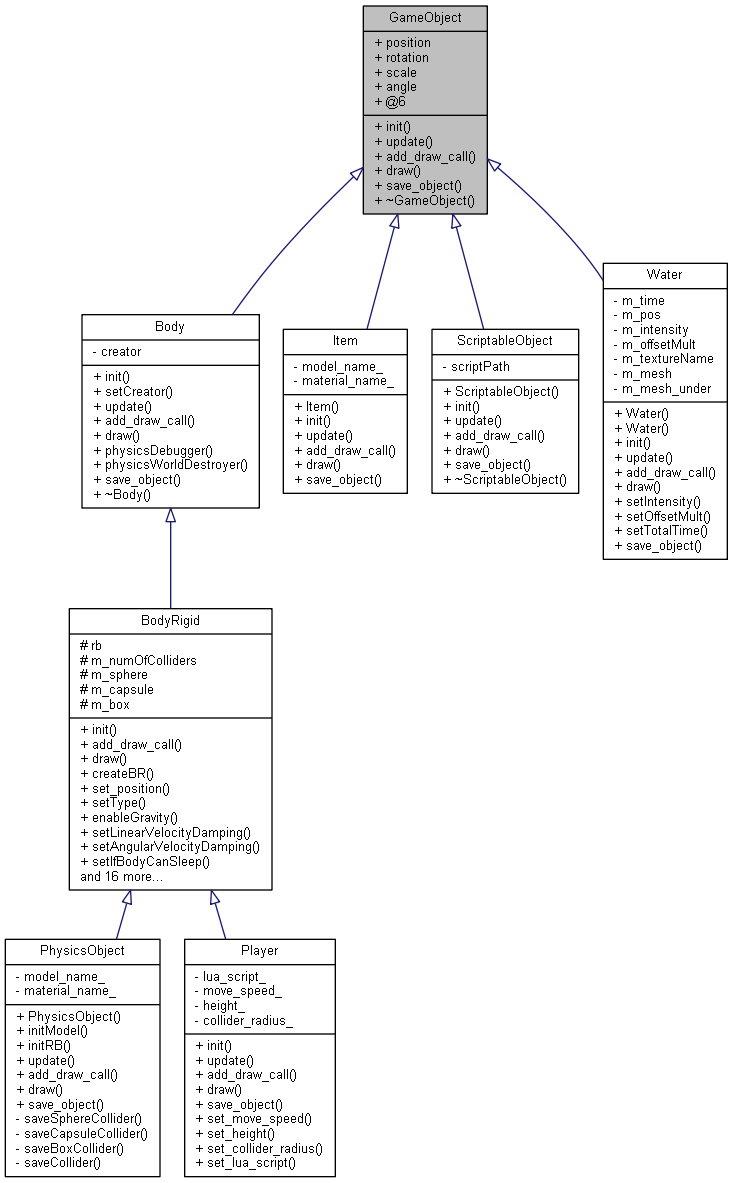 GameObject
+ position
+ rotation
+ scale
+ angle
+ @6
+ init()
+ update()
+ add_draw_call()
+ draw()
+ save_object()
+ ~GameObject()
Body
- creator
+ init()
+ setCreator()
+ update()
+ add_draw_call()
+ draw()
+ physicsDebugger()
+ physicsWorldDestroyer()
+ save_object()
+ ~Body()
Item
- model_name_
- material_name_
+ Item()
+ init()
+ update()
+ add_draw_call()
+ draw()
+ save_object()
ScriptableObject
- scriptPath
+ ScriptableObject()
+ init()
+ update()
+ add_draw_call()
+ draw()
+ save_object()
+ ~ScriptableObject()
Water
- m_time
- m_pos
- m_intensity
- m_offsetMult
- m_textureName
- m_mesh
- m_mesh_under
+ Water()
+ Water()
+ init()
+ update()
+ add_draw_call()
+ draw()
+ setIntensity()
+ setOffsetMult()
+ setTotalTime()
+ save_object()
BodyRigid
# rb
# m_numOfColliders
# m_sphere
# m_capsule
# m_box
+ init()
+ add_draw_call()
+ draw()
+ createBR()
+ set_position()
+ setType()
+ enableGravity()
+ setLinearVelocityDamping()
+ setAngularVelocityDamping()
+ setIfBodyCanSleep()
and 16 more...
PhysicsObject
- model_name_
- material_name_
+ PhysicsObject()
+ initModel()
+ initRB()
+ update()
+ add_draw_call()
+ draw()
+ save_object()
- saveSphereCollider()
- saveCapsuleCollider()
- saveBoxCollider()
- saveCollider()
Player
- lua_script_
- move_speed_
- height_
- collider_radius_
+ init()
+ update()
+ add_draw_call()
+ draw()
+ save_object()
+ set_move_speed()
+ set_height()
+ set_collider_radius()
+ set_lua_script()